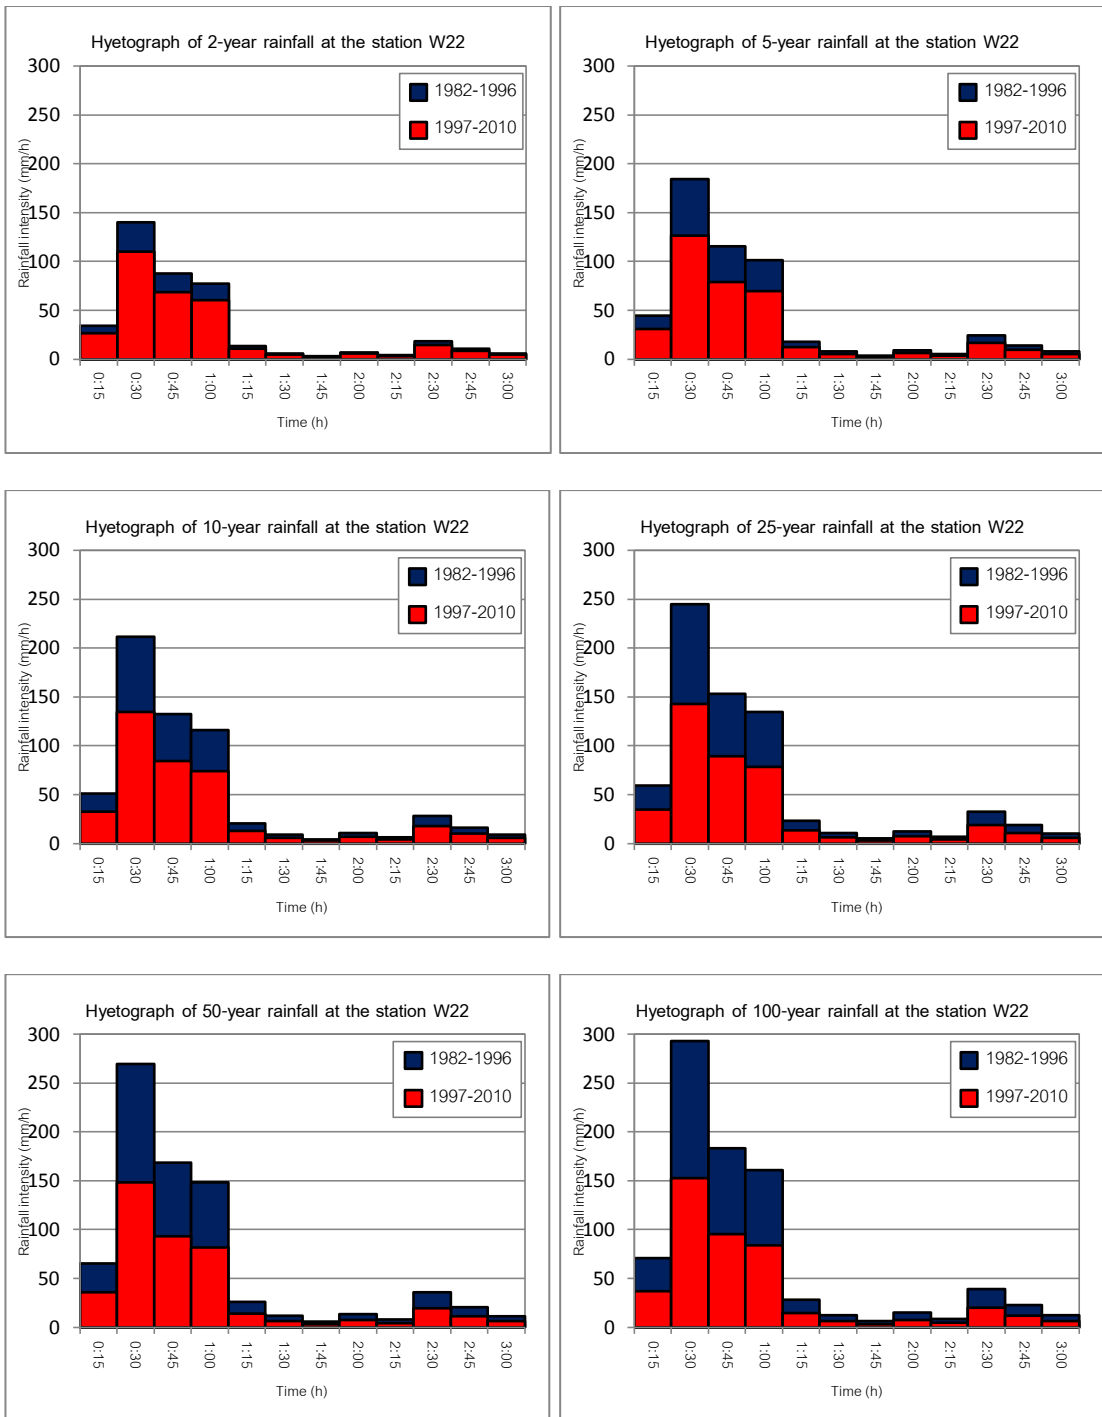 Hyetograph of 2-year rainfall at the station W22
300
250
200
150
100
50
0
Rainfall intensity (mm/h)
1982-1996
1997-2010
0:15 0:30 0:45 1:00 1:15 1:30 1:45 2:00 2:15 2:30 2:45 3:00
Time (h)
Hyetograph of 5-year rainfall at the station W22
300
250
200
150
100
50
0
Rainfall intensity (mm/h)
1982-1996
1997-2010
0:15 0:30 0:45 1:00 1:15 1:30 1:45 2:00 2:15 2:30 2:45 3:00
Time (h)
Hyetograph of 10-year rainfall at the station W22
300
250
200
150
100
50
0
Rainfall intensity (mm/h)
1982-1996
1997-2010
0:15 0:30 0:45 1:00 1:15 1:30 1:45 2:00 2:15 2:30 2:45 3:00
Time (h)
Hyetograph of 25-year rainfall at the station W22
300
250
200
150
100
50
0
Rainfall intensity (mm/h)
1982-1996
1997-2010
0:15 0:30 0:45 1:00 1:15 1:30 1:45 2:00 2:15 2:30 2:45 3:00
Time (h)
Hyetograph of 50-year rainfall at the station W22
300
250
200
150
100
50
0
Rainfall intensity (mm/h)
1982-1996
1997-2010
0:15 0:30 0:45 1:00 1:15 1:30 1:45 2:00 2:15 2:30 2:45 3:00
Time (h)
Hyetograph of 100-year rainfall at the station W22
300
250
200
150
100
50
0
Rainfall intensity (mm/h)
1982-1996
1997-2010
0:15 0:30 0:45 1:00 1:15 1:30 1:45 2:00 2:15 2:30 2:45 3:00
Time (h)